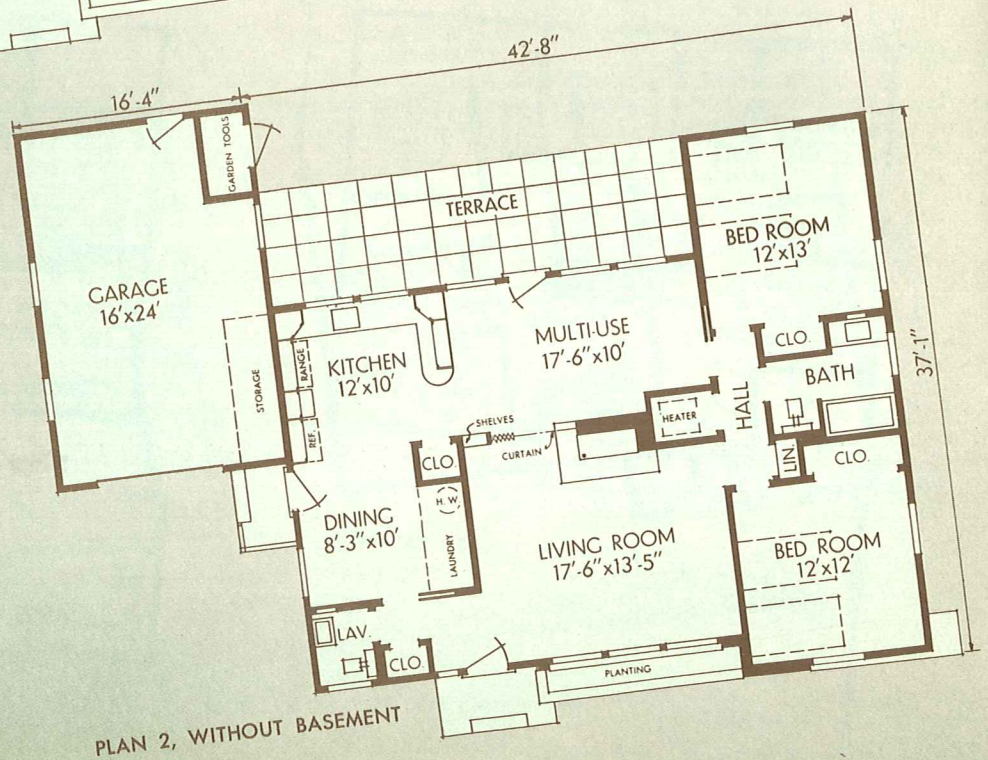 42'-8"
16'-4"
GARDEN TOOLS
TERRACE
BED ROOM
12'x13'
GARAGE
16'x24'
MULTI-USE
17'-6"x10'
KITCHEN
12'x10'
RANGE
STORAGE
REF.
CLO.
BATH
37'-1"
HALL
HEATER
SHELVES
CURTAIN
CLO.
LIN.
CLO.
H.W.
LAUNDRY
DINING
8'-3"x10'
LIVING ROOM
17'-6"x13'-5"
BED ROOM
12'x12'
LAV.
CLO.
PLANTING
PLAN 2, WITHOUT BASEMENT